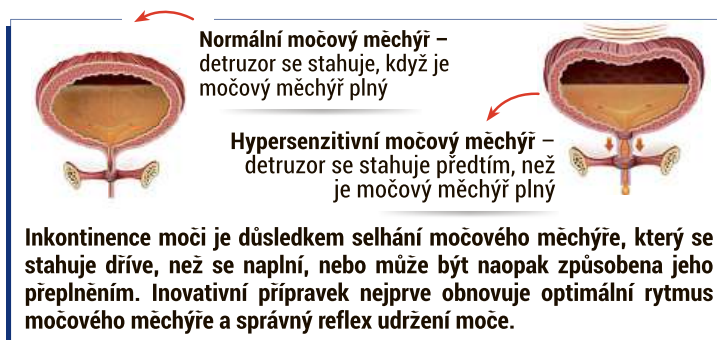 Normální močový měchýř –
detruzor se stahuje, když je
močový měchýř plný
Hypersenzitivní močový měchýř –
detruzor se stahuje předtím, než
je močový měchýř plný
Inkontinence moči je důsledkem selhání močového měchýře, který se
stahuje dříve, než se naplní, nebo může být naopak způsobena jeho
přeplněním. Inovativní přípravek nejprve obnovuje optimální rytmus
močového měchýře a správný reflex udržení moče.